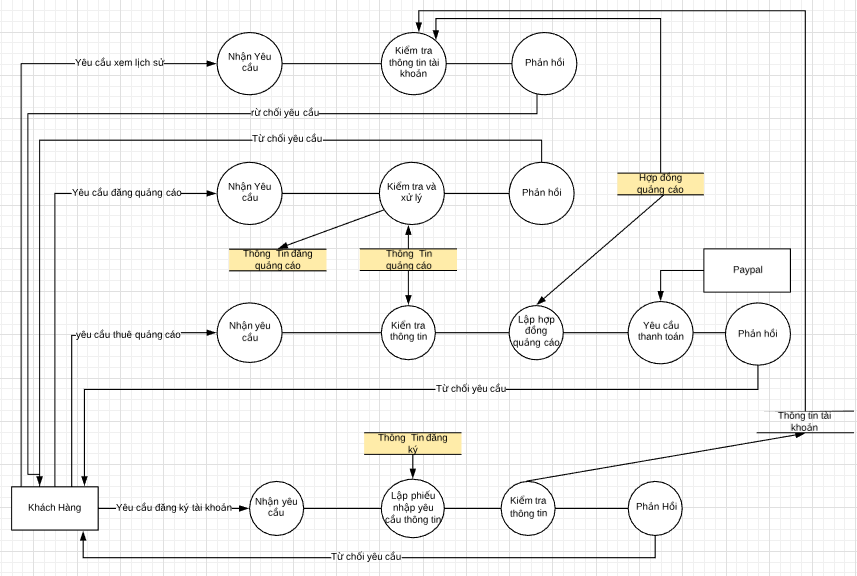 Yêu cầu xem lịch sử
Nhận Yêu
cầu
Kiểm tra
thông tin tài
khoản
Phản hồi
rừ chối yêu cầu
Từ chối yêu cầu
Yêu cầu đăng quảng cáo
Nhận Yêu
cầu
Kiểm tra và
xử lý
Phản hồi
Hợp đồng
quảng cáo
Thông Tin đăng
quảng cáo
Thông Tin
quảng cáo
Paypal
yêu cầu thuê quảng cáo
Nhận yêu
cầu
Kiến tra
thông tin
Lập hợp
đồng
quảng cáo
Yêu cầu
thanh toán
Phản hồi
Từ chối yêu cầu
Thông tin tài
khoản
Thông Tin đăng
ký
Khách Hàng
Yêu cầu đăng ký tài khoản
Nhận yêu
cầu
Lập phiếu
nhập yêu
cầu thông tin
Kiểm tra
thông tin
Phản Hồi
Từ chối yêu cầu